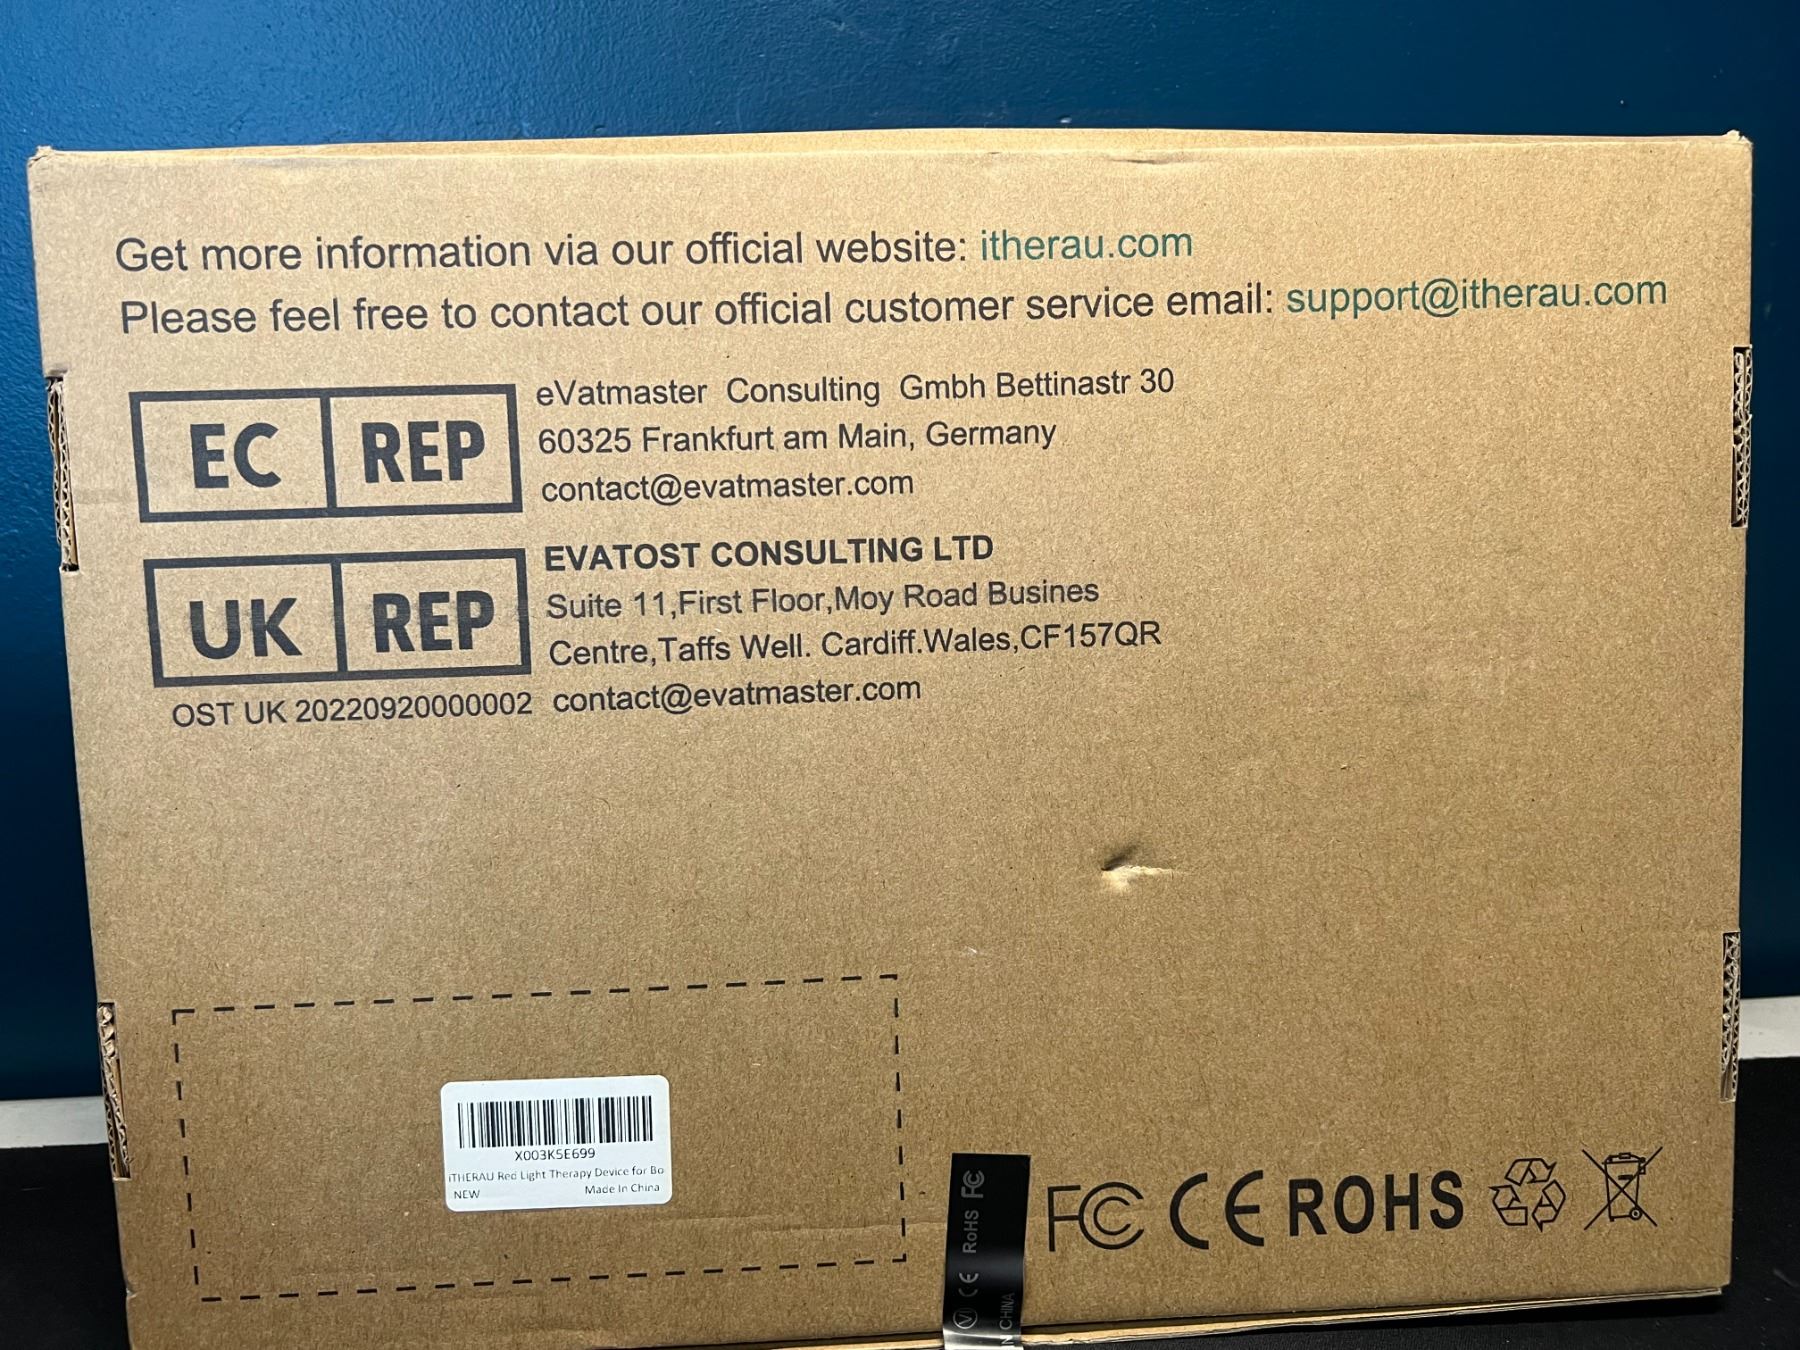 Get more information via our official website: itherau.com
Please feel free to contact our official customer service email: support@itherau.com
EC REP
eVatmaster Consulting Gmbh Bettinastr 30
60325 Frankfurt am Main, Germany
contact@evatmaster.com
UK REP
EVATOST CONSULTING LTD
Suite 11,First Floor,Moy Road Busines
Centre,Taffs Well. Cardiff.Wales,CF157QR
OST UK 20220920000002 contact@evatmaster.com
X003K5E699
iTHERAU Red Light Therapy Device for Bo
NEW Made In China
CE RoHS FC
N CHINA
FC CE ROHS